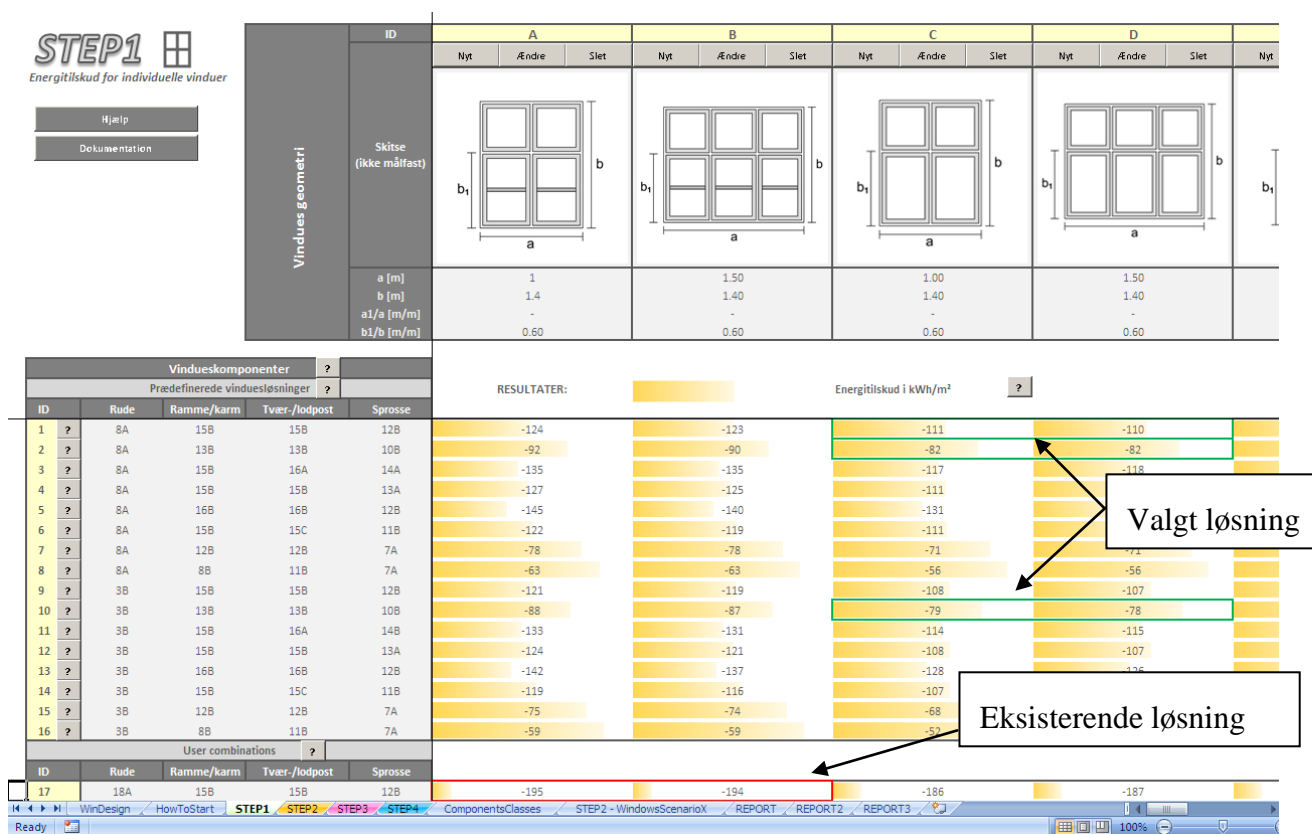 STEP1
Energitilskud for individuelle vinduer
Hjælp
Dokumentation
Vindues geometri
ID A B C D
Nyt Ændre Slet Nyt Ændre Slet Nyt Ændre Slet Nyt Ændre Slet Nyt
Skitse
(ikke målfast)
b b b b
b1 b1 b1 b1 b1
a a a a
a [m] 1 1.50 1.00 1.50
b [m] 1.4 1.40 1.40 1.40
a1/a [m/m] - - - -
b1/b [m/m] 0.60 0.60 0.60 0.60
Vindueskomponenter ?
Prædefinerede vinduesløsninger ? RESULTATER: Energitilskud i kWh/m² ?
ID Rude Ramme/karm Tvær-/lodpost Sprosse
1 ? 8A 15B 15B 12B -124 -123 -111 -110
2 ? 8A 13B 13B 10B -92 -90 -82 -82
3 ? 8A 15B 16A 14A -135 -135 -117 -118
4 ? 8A 15B 15B 13A -127 -125 -111
5 ? 8A 16B 16B 12B -145 -140 -131
6 ? 8A 15B 15C 11B -122 -119 -111
7 ? 8A 12B 12B 7A -78 -78 -71 -71
8 ? 8A 8B 11B 7A -63 -63 -56 -56
9 ? 3B 15B 15B 12B -121 -119 -108 -107
10 ? 3B 13B 13B 10B -88 -87 -79 -78
11 ? 3B 15B 16A 14B -133 -131 -114 -115
12 ? 3B 15B 15B 13A -124 -121 -108 -107
13 ? 3B 16B 16B 12B -142 -137 -128 -126
14 ? 3B 15B 15C 11B -119 -116 -107
15 ? 3B 12B 12B 7A -75 -74 -68
16 ? 3B 8B 11B 7A -59 -59 -52
Valgt løsning
Eksisterende løsning
User combinations ?
ID Rude Ramme/karm Tvær-/lodpost Sprosse
17 18A 15B 15B 12B -195 -194 -186 -187
WinDesign HowToStart STEP1 STEP2 STEP3 STEP4 ComponentsClasses STEP2 - WindowsScenarioX REPORT REPORT2 REPORT3
Ready 100%